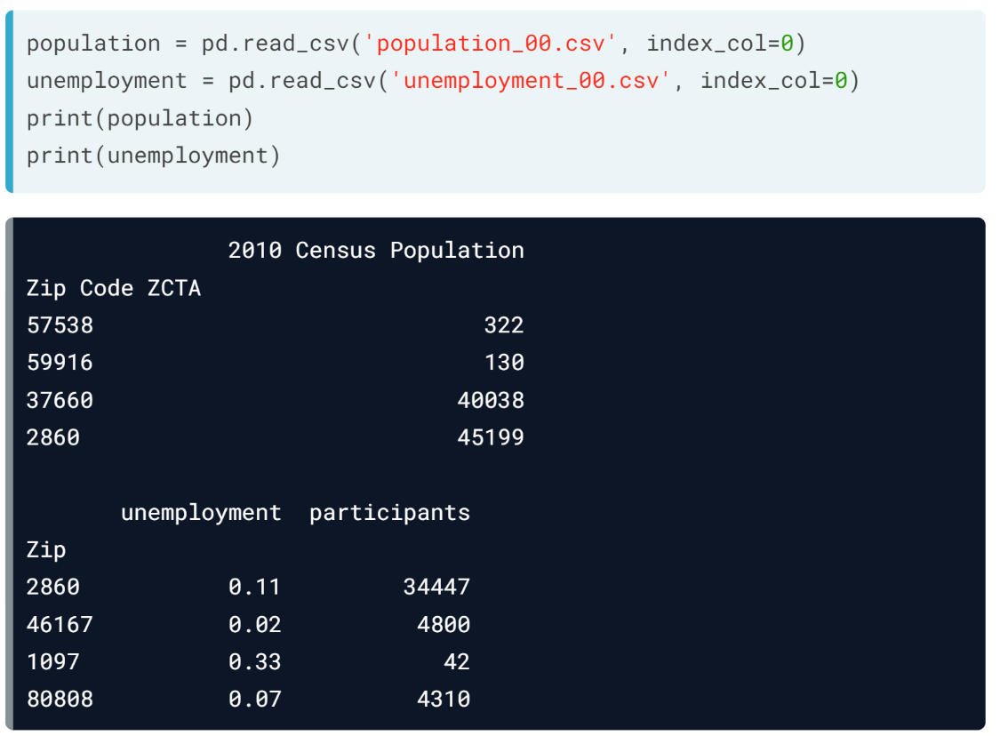 population = pd.read_csv('population_00.csv', index_col=0)
unemployment = pd.read_csv('unemployment_00.csv', index_col=0)
print(population)
print(unemployment)
2010 Census Population
Zip Code ZCTA
57538 322
59916 130
37660 40038
2860 45199
unemployment participants
Zip
2860 0.11 34447
46167 0.02 4800
1097 0.33 42
80808 0.07 4310